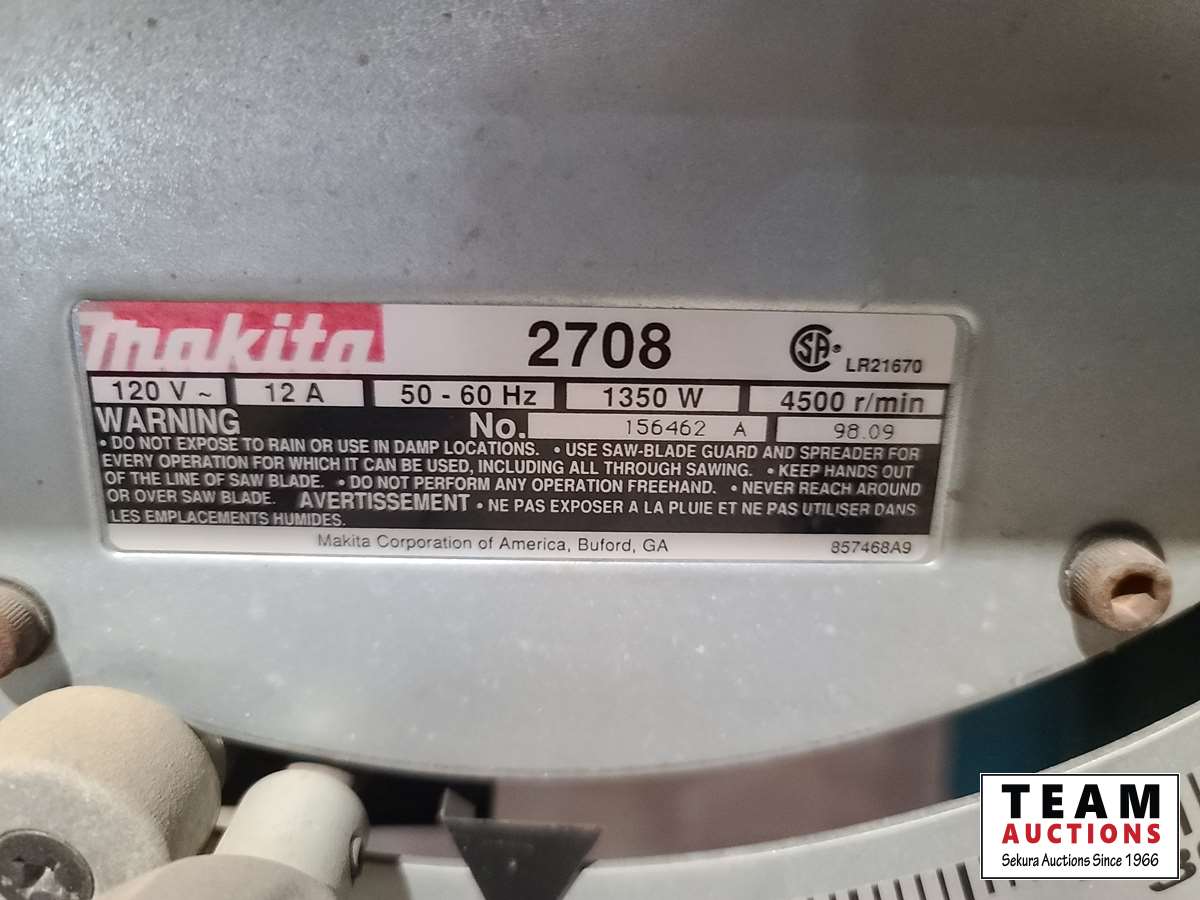 makita 2708 CSA® LR21670
120 V ~ 12 A 50 - 60 Hz 1350 W 4500 r/min
WARNING No. 156462 A 98.09
• DO NOT EXPOSE TO RAIN OR USE IN DAMP LOCATIONS. • USE SAW-BLADE GUARD AND SPREADER FOR
EVERY OPERATION FOR WHICH IT CAN BE USED, INCLUDING ALL THROUGH SAWING. • KEEP HANDS OUT
OF THE LINE OF SAW BLADE. • DO NOT PERFORM ANY OPERATION FREEHAND. • NEVER REACH AROUND
OR OVER SAW BLADE. AVERTISSEMENT • NE PAS EXPOSER A LA PLUIE ET NE PAS UTILISER DANS
LES EMPLACEMENTS HUMIDES.
Makita Corporation of America, Buford, GA 857468A9
TEAM
AUCTIONS
Sekura Auctions Since 1966